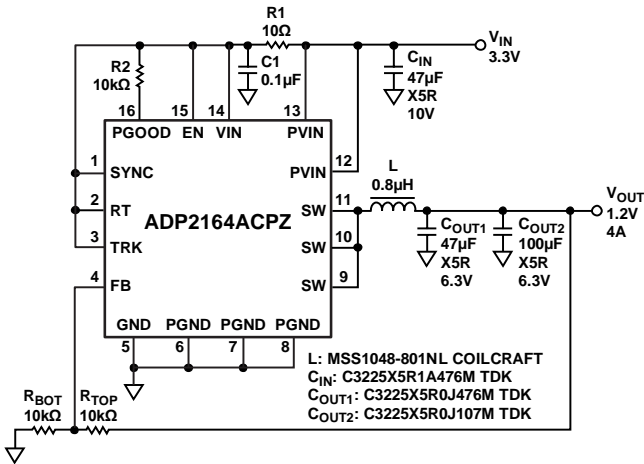 R1
10Ω
VIN
3.3V
R2
10kΩ
C1
0.1µF
CIN
47µF
X5R
10V
16
15
14
13
PGOOD
EN
VIN
PVIN
1
SYNC
PVIN
12
L
0.8µH
2
RT
ADP2164ACPZ
SW
11
VOUT
1.2V
4A
COUT1
47µF
X5R
6.3V
COUT2
100µF
X5R
6.3V
3
TRK
SW
10
4
FB
SW
9
GND
PGND
PGND
PGND
5
6
7
8
L: MSS1048-801NL COILCRAFT
CIN: C3225X5R1A476M TDK
COUT1: C3225X5R0J476M TDK
COUT2: C3225X5R0J107M TDK
RBOT
10kΩ
RTOP
10kΩ